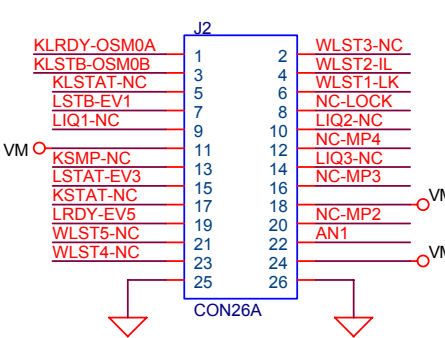 J2
KLRDY-OSM0A 1 2 WLST3-NC
KLSTB-OSM0B 3 4 WLST2-IL
KLSTAT-NC 5 6 WLST1-LK
LSTB-EV1 7 8 NC-LOCK
LIQ1-NC 9 10 LIQ2-NC
VM 11 12 NC-MP4
KSMP-NC 13 14 LIQ3-NC
LSTAT-EV3 15 16 NC-MP3
KSTAT-NC 17 18 VM
LRDY-EV5 19 20 NC-MP2
WLST5-NC 21 22 AN1
WLST4-NC 23 24 VM
25 26
CON26A